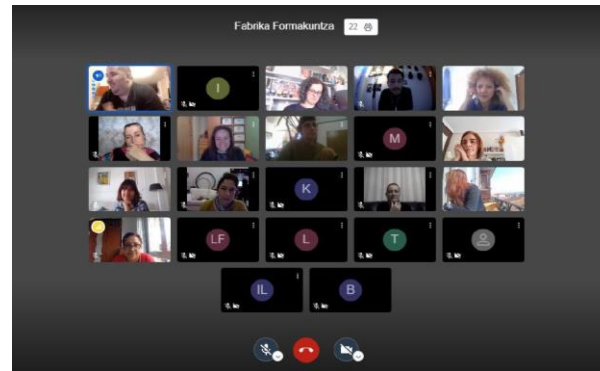 Fabrika Formakuntza 22
I
M
K
LF L T
IL B